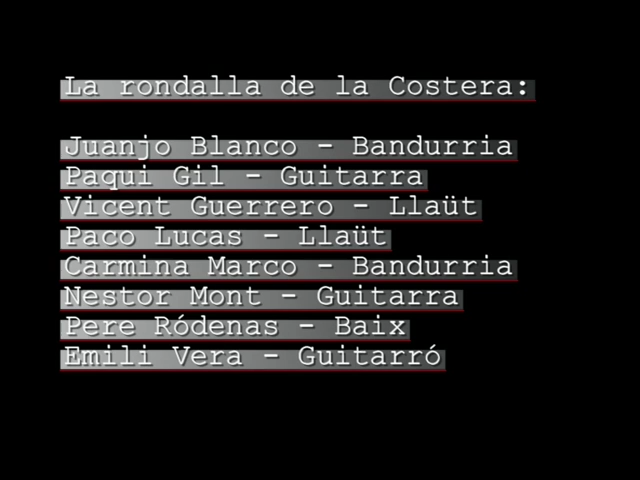 La rondalla de la Costera:
Juanjo Blanco - Bandurria
Paqui Gil - Guitarra
Vicent Guerrero - Llaüt
Paco Lucas - Llaüt
Carmina Marco - Bandurria
Nestor Mont - Guitarra
Pere Ródenas - Baix
Emili Vera - Guitarró